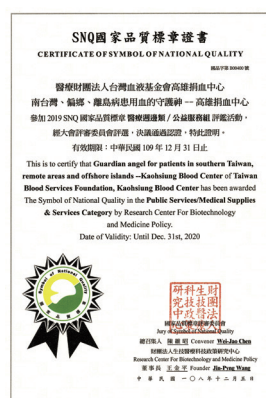 SNQ國家品質標章證書
CERTIFICATE OF SYMBOL OF NATIONAL QUALITY
醫療財團法人台灣血液基金會高雄捐血中心
南台灣、偏鄉、離島病患用血的守護神 -- 高雄捐血中心
參加 2019 SNQ 國家品質標章 醫療週邊類／公益服務組 評鑑活動，
經大會評審委員會評選，決議通過認證，特此證明。
有效期限：中華民國 109 年 12 月 31 日止
This is to certify that Guardian angel for patients in southern Taiwan,
remote areas and offshore islands --Kaohsiung Blood Center of Taiwan
Blood Services Foundation, Kaohsiung Blood Center has been awarded
The Symbol of National Quality in the Public Services/Medical Supplies
& Services Category by Research Center For Biotechnology
and Medicine Policy.
Date of Validity: Until Dec. 31st, 2020
Symbol of National Quality
國家品質標章評審委員會
Jury of Symbol of National Quality
總召集人 陳維昭 Convener Wei-Jao Chen
財團法人生技醫療科技政策研究中心
Research Center For Biotechnology and Medicine Policy
董事長 王金平 Founder Jin-Pyng Wang
中華民國一〇八年十二月五日